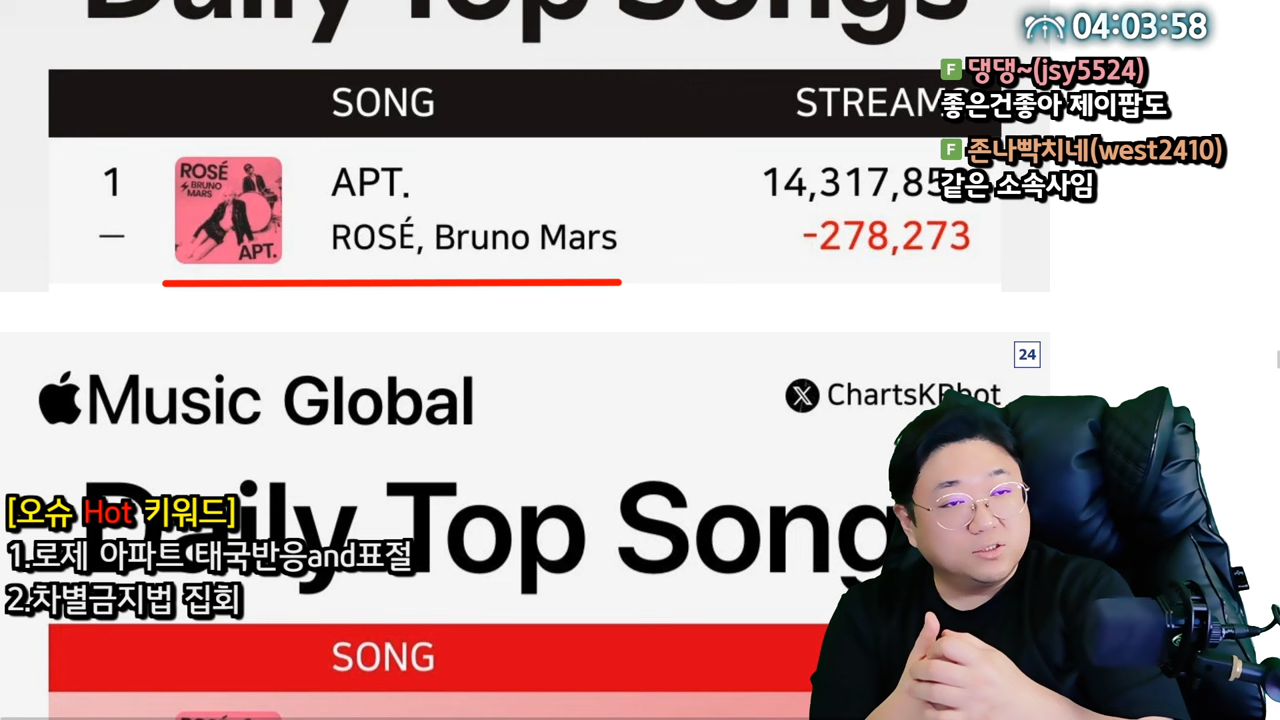 Daily Top Songs
04:03:58
F 댕댕~(jsy5524)
좋은건좋아 제이팝도
F 존나빡치네(west2410)
같은 소속사임
SONG
STREAMS
1
ROSÉ
BRUNO
MARS
APT.
APT.
14,317,85
—
ROSÉ, Bruno Mars
-278,273
24
Music Global
ChartsKPbot
Daily Top Song
[오슈 Hot 키워드]
1.로제 아파트 태국반응and표절
2.차별금지법 집회
SONG
ROSÉ